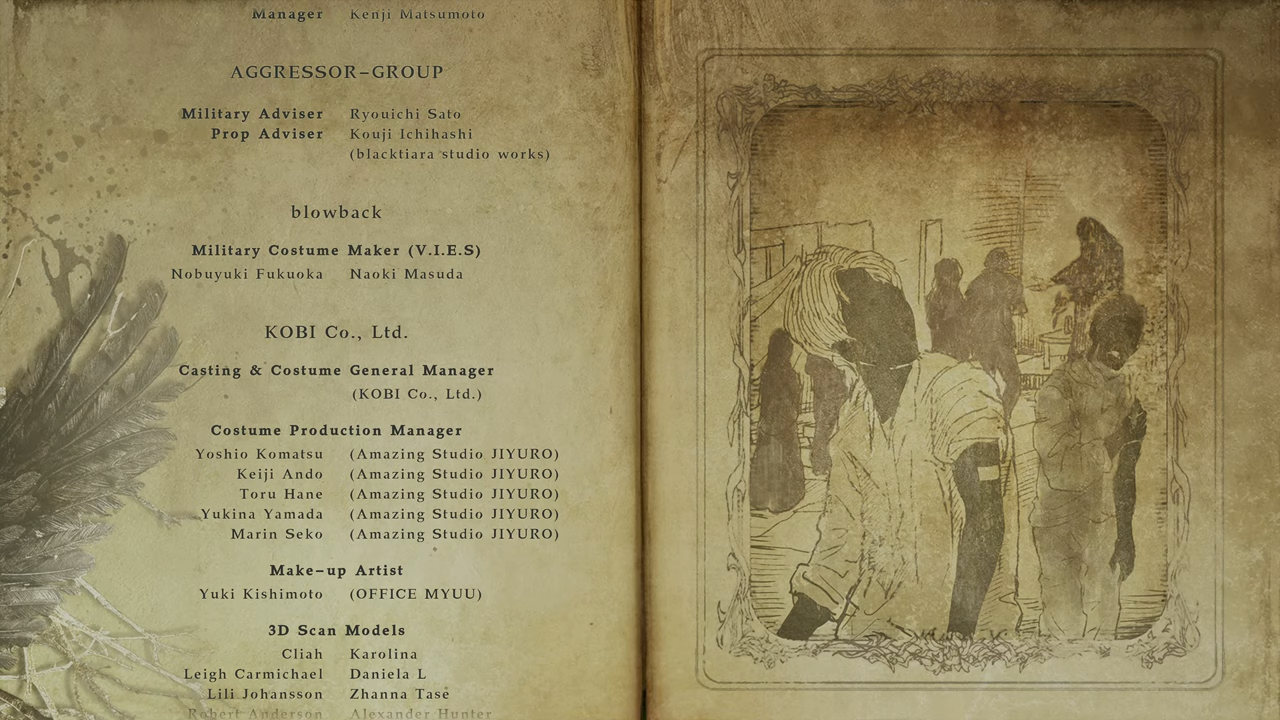 Manager Kenji Matsumoto
AGGRESSOR-GROUP
Military Adviser Ryouichi Sato
Prop Adviser Kouji Ichihashi
(blacktiara studio works)
blowback
Military Costume Maker (V.I.E.S)
Nobuyuki Fukuoka Naoki Masuda
KOBI Co., Ltd.
Casting & Costume General Manager
(KOBI Co., Ltd.)
Costume Production Manager
Yoshio Komatsu (Amazing Studio JIYURO)
Keiji Ando (Amazing Studio JIYURO)
Toru Hane (Amazing Studio JIYURO)
Yukina Yamada (Amazing Studio JIYURO)
Marin Seko (Amazing Studio JIYURO)
Make-up Artist
Yuki Kishimoto (OFFICE MYUU)
3D Scan Models
Cliah Karolina
Leigh Carmichael Daniela L
Lili Johansson Zhanna Tase
Robert Anderson Alexander Hunter